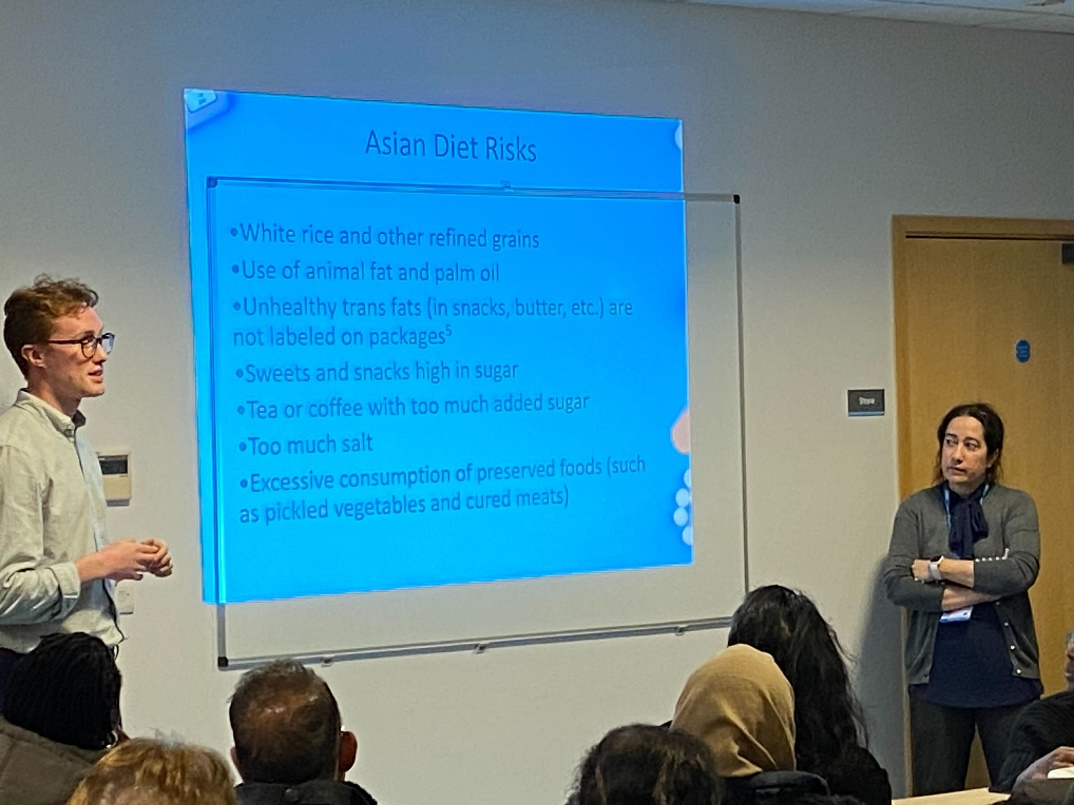 Asian Diet Risks
•White rice and other refined grains
•Use of animal fat and palm oil
•Unhealthy trans fats (in snacks, butter, etc.) are
not labeled on packages⁵
•Sweets and snacks high in sugar
•Tea or coffee with too much added sugar
•Too much salt
•Excessive consumption of preserved foods (such
as pickled vegetables and cured meats)
Store